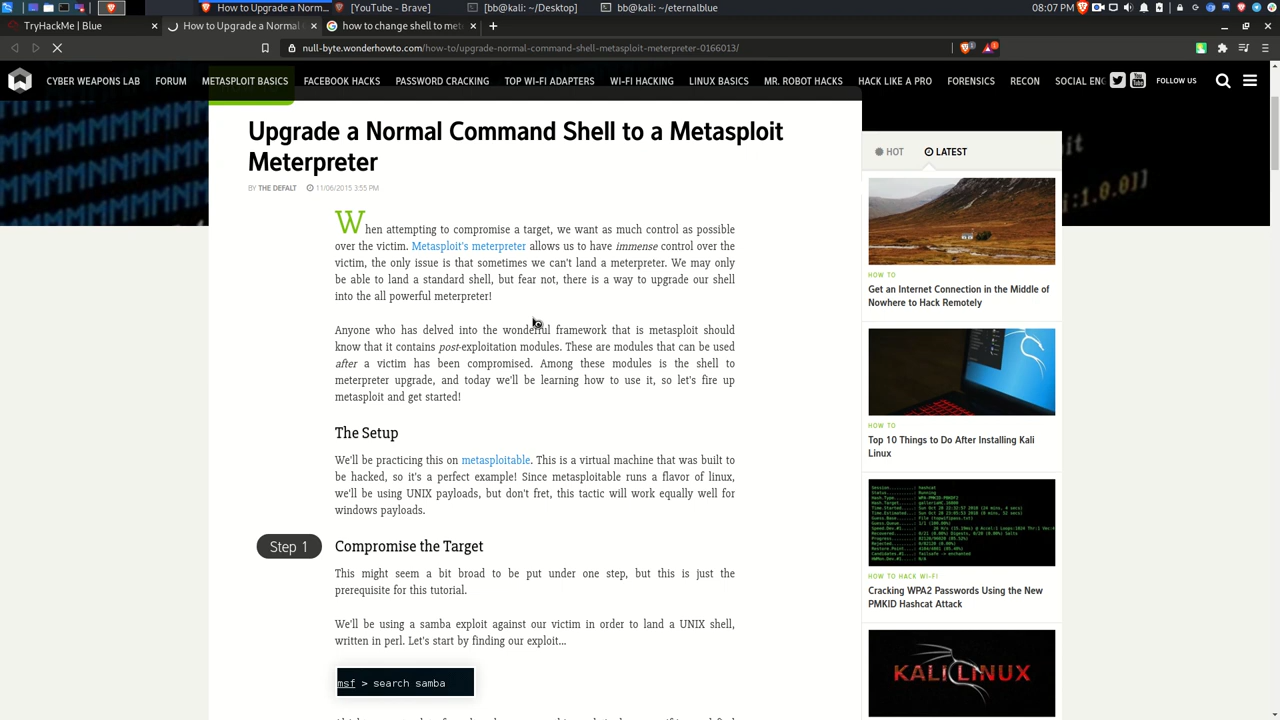 How to Upgrade a Norm...
[YouTube - Brave]
[bb@kali: ~/Desktop]
bb@kali: ~/eternalblue
08:07 PM
TryHackMe | Blue
How to Upgrade a Norma
how to turn normal shell to
null-byte.wonderhowto.com/how-to/upgrade-normal-command-shell-metasploit-meterpreter-0166013/
CYBER WEAPONS LAB
FORUM
METASPLOIT BASICS
FACEBOOK HACKS
PASSWORD CRACKING
TOP WI-FI ADAPTERS
WI-FI HACKING
LINUX BASICS
MR. ROBOT HACKS
HACK LIKE A PRO
FORENSICS
RECON
SOCIAL ENG
FOLLOW US
Upgrade a Normal Command Shell to a Metasploit
Meterpreter
BY THE DEFALT 11/06/2015 3:55 PM
When attempting to compromise a target, we want as much control as possible
over the victim. Metasploit's meterpreter allows us to have immense control over the
victim, the only issue is that sometimes we can't land a meterpreter. We may only
be able to land a standard shell, but fear not, there is a way to upgrade our shell
into the all powerful meterpreter!
Anyone who has delved into the wonderful framework that is metasploit should
know that it contains post-exploitation modules. These are modules that can be used
after a victim has been compromised. Among these modules is the shell to
meterpreter upgrade, and today we'll be learning how to use it, so let's fire up
metasploit and get started!
The Setup
We'll be practicing this on metasploitable. This is a virtual machine that was built to
be hacked, so it's a perfect example! Since metasploitable runs a flavor of linux,
we'll be using UNIX payloads, but don't fret, this tactic will work equally well for
windows payloads.
Step 1
Compromise the Target
This might seem a bit broad to be put under one step, but this is just the
prerequisite for this tutorial.
We'll be using a samba exploit against our victim in order to land a UNIX shell,
written in perl. Let's start by finding our exploit...
msf > search samba
HOT
LATEST
HOW TO
Get an Internet Connection in the Middle of
Nowhere to Hack Remotely
HOW TO
Top 10 Things to Do After Installing Kali
Linux
HOW TO HACK WI-FI
Cracking WPA2 Passwords Using the New
PMKID Hashcat Attack
KALI LINUX